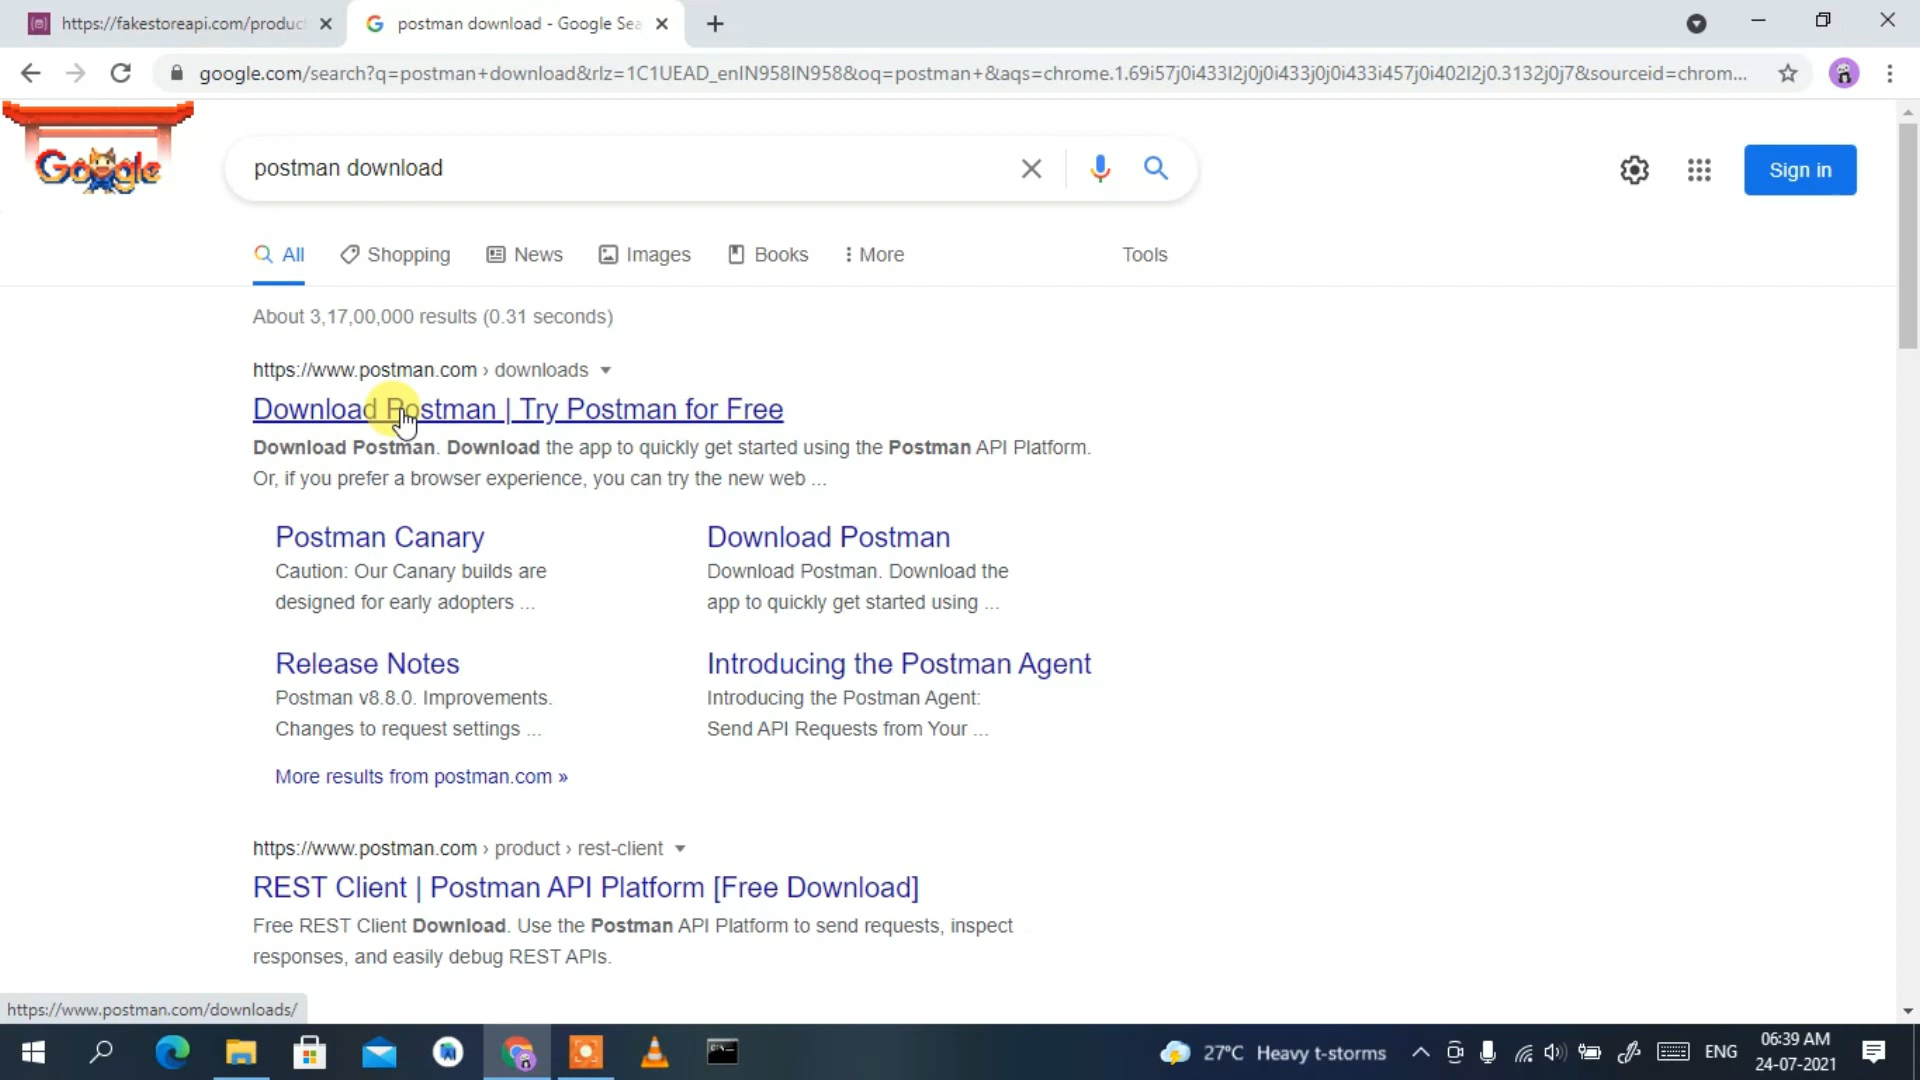 https://fakestoreapi.com/produc
postman download - Google Sea
google.com/search?q=postman+download&rlz=1C1UEAD_enIN958IN958&oq=postman+&aqs=chrome.1.69i57j0i433l2j0j0i433j0j0i433i457j0i402l2j0.3132j0j7&sourceid=chrom...
Google
postman download
Sign in
All
Shopping
News
Images
Books
More
Tools
About 3,17,00,000 results (0.31 seconds)
https://www.postman.com › downloads
Download Postman | Try Postman for Free
Download Postman. Download the app to quickly get started using the Postman API Platform.
Or, if you prefer a browser experience, you can try the new web ...
Postman Canary
Caution: Our Canary builds are
designed for early adopters ...
Download Postman
Download Postman. Download the
app to quickly get started using ...
Release Notes
Postman v8.8.0. Improvements.
Changes to request settings ...
Introducing the Postman Agent
Introducing the Postman Agent:
Send API Requests from Your ...
More results from postman.com »
https://www.postman.com › product › rest-client
REST Client | Postman API Platform [Free Download]
Free REST Client Download. Use the Postman API Platform to send requests, inspect
responses, and easily debug REST APIs.
https://www.postman.com/downloads/
27°C Heavy t-storms
ENG
06:39 AM
24-07-2021